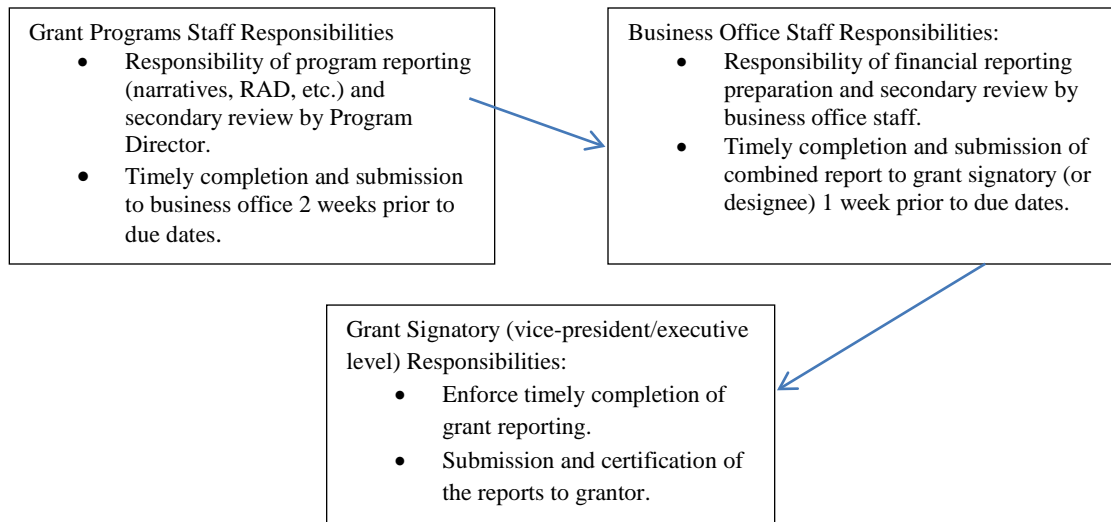 Grant Programs Staff Responsibilities
• Responsibility of program reporting
(narratives, RAD, etc.) and
secondary review by Program
Director.
• Timely completion and submission
to business office 2 weeks prior to
due dates.
Business Office Staff Responsibilities:
• Responsibility of financial reporting
preparation and secondary review by
business office staff.
• Timely completion and submission of
combined report to grant signatory (or
designee) 1 week prior to due dates.
Grant Signatory (vice-president/executive
level) Responsibilities:
• Enforce timely completion of
grant reporting.
• Submission and certification of
the reports to grantor.